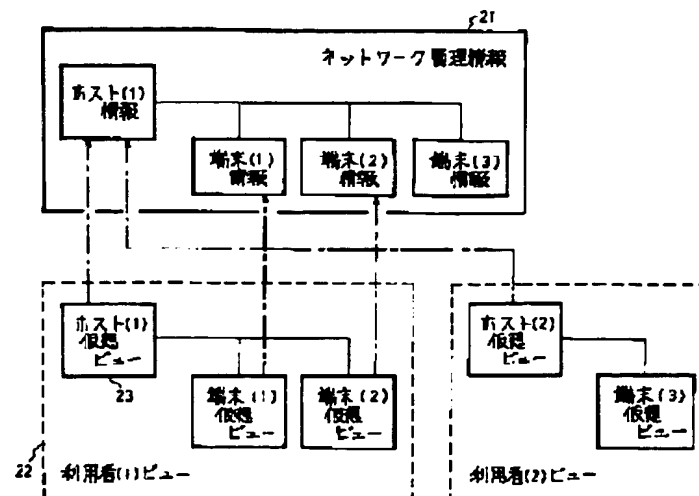 21
ネットワーク管理情報
ホスト(1)
情報
端末(1)
情報
端末(2)
情報
端末(3)
情報
ホスト(1)
仮想
ビュー
23
端末(1)
仮想
ビュー
端末(2)
仮想
ビュー
22
利用者(1)ビュー
ホスト(2)
仮想
ビュー
端末(3)
仮想
ビュー
利用者(2)ビュー